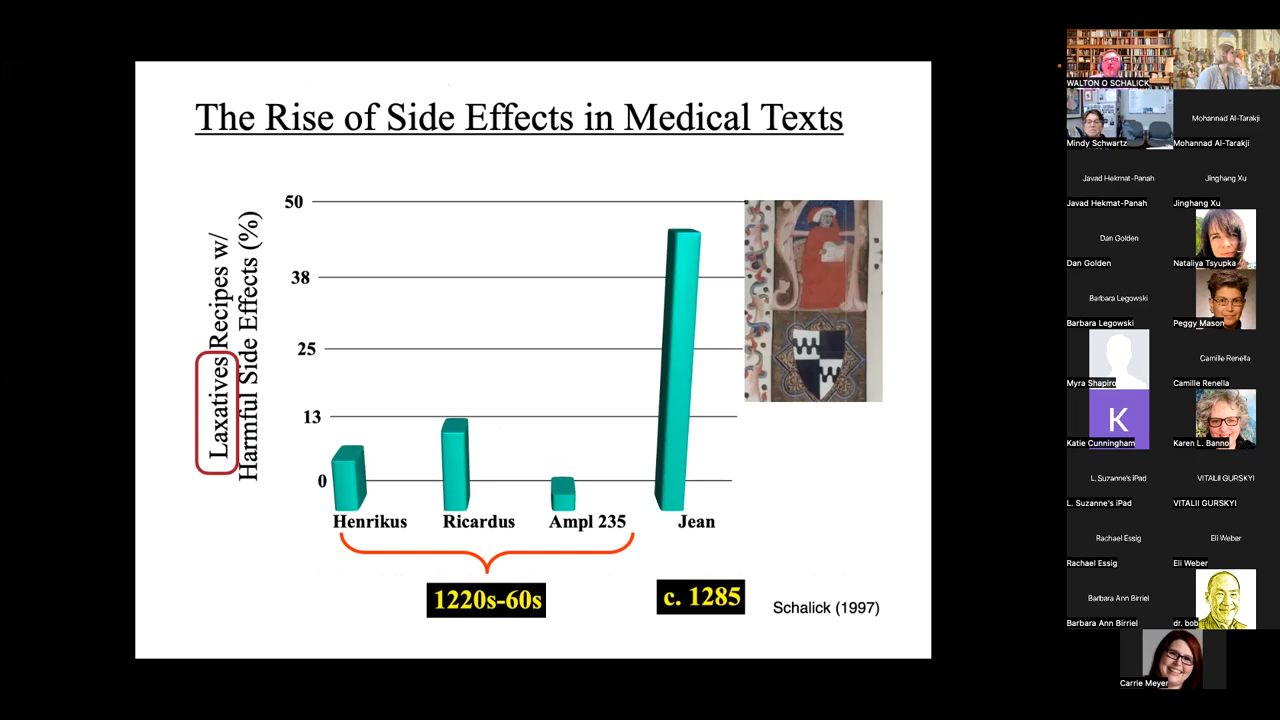 The Rise of Side Effects in Medical Texts
Laxatives Recipes w/
Harmful Side Effects (%)
50
38
25
13
0
Henrikus
Ricardus
Ampl 235
Jean
1220s-60s
c. 1285
Schalick (1997)
WALTON O SCHALICK
Mindy Schwartz
Mohannad Al-Tarakji
Mohannad Al-Tarakji
Javad Hekmat-Panah
Javad Hekmat-Panah
Jinghang Xu
Jinghang Xu
Dan Golden
Dan Golden
Nataliya Tsyupka
Barbara Legowski
Barbara Legowski
Peggy Mason
Myra Shapiro
Camille Renella
Camille Renella
K
Katie Cunningham
Karen L. Banno
L. Suzanne's iPad
L. Suzanne's iPad
VITALII GURSKYI
VITALII GURSKYI
Rachael Essig
Rachael Essig
Eli Weber
Eli Weber
Barbara Ann Birriel
Barbara Ann Birriel
dr. bob
Carrie Meyer